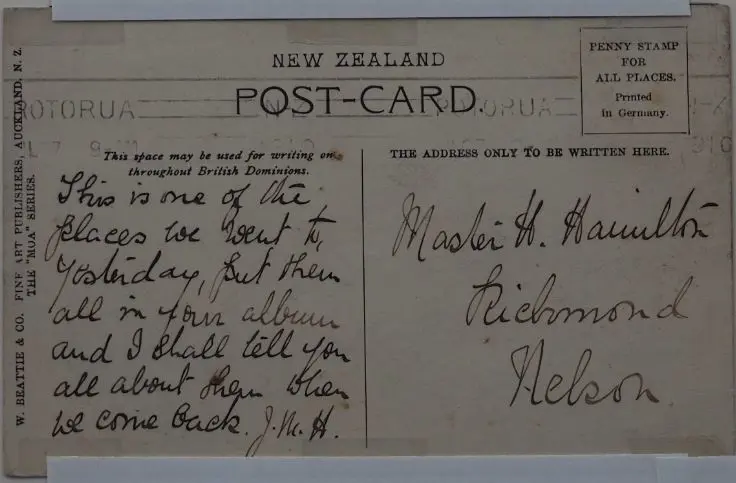 NEW ZEALAND
POST-CARD.
PENNY STAMP
FOR
ALL PLACES.
Printed
in Germany.
ROTORUA
ROTORUA
W. BEATTIE & CO. FINE ART PUBLISHERS, AUCKLAND, N. Z.
THE "MOA" SERIES.
This space may be used for writing on
throughout British Dominions.
This is one of the
places we went to,
yesterday, put them
all in your album
and I shall tell you
all about them when
we come back. J.M.H.
THE ADDRESS ONLY TO BE WRITTEN HERE.
Master H. Hamilton
Richmond
Nelson.